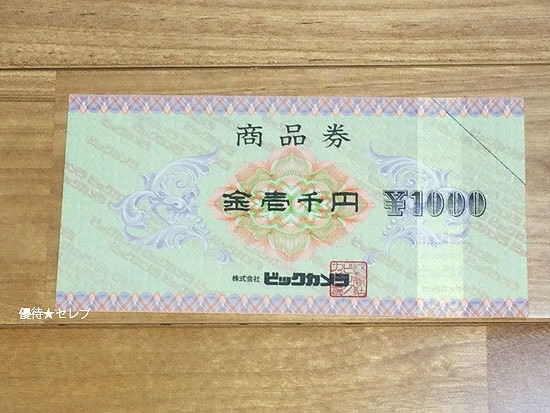 商品券
金壱千円 ¥1000
株式会社 ビックカメラ
優待★セレブ